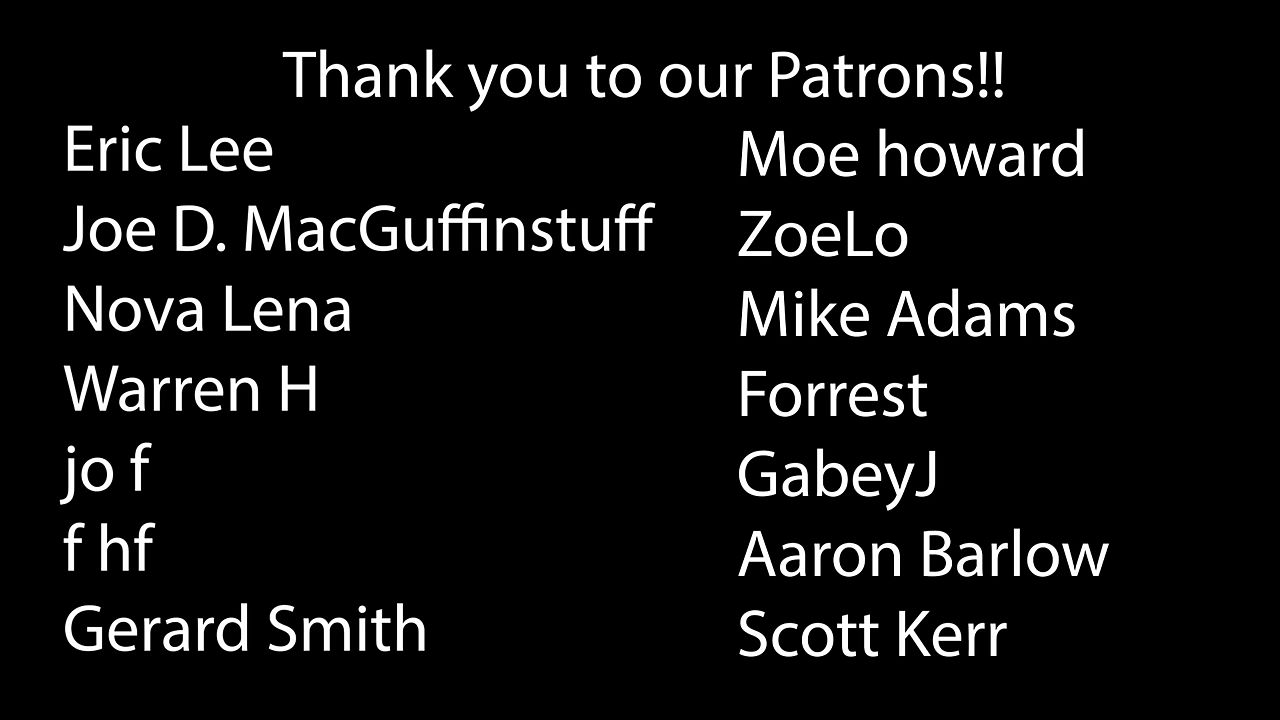 Thank you to our Patrons!!
Eric Lee
Joe D. MacGuffinstuff
Nova Lena
Warren H
jo f
f hf
Gerard Smith
Moe howard
ZoeLo
Mike Adams
Forrest
GabeyJ
Aaron Barlow
Scott Kerr